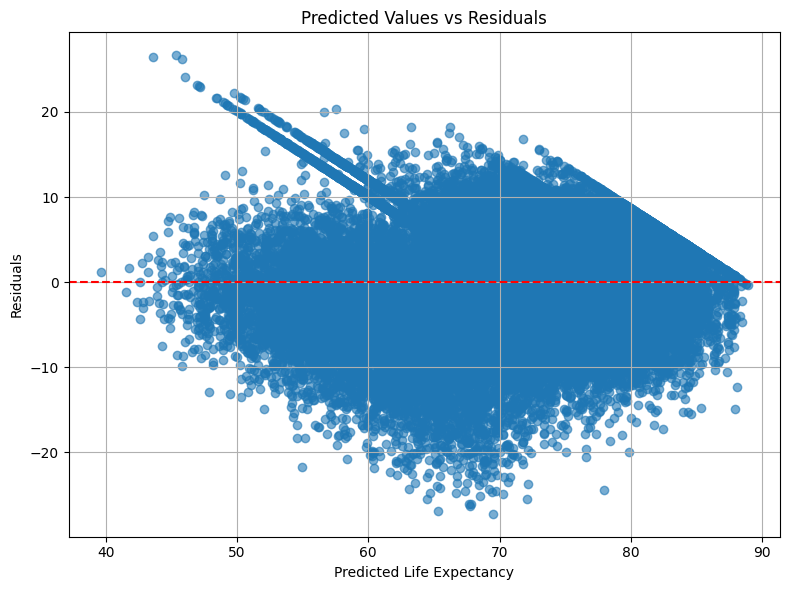 Predicted Values vs Residuals
20
10
0
−10
−20
Residuals
40 50 60 70 80 90
Predicted Life Expectancy